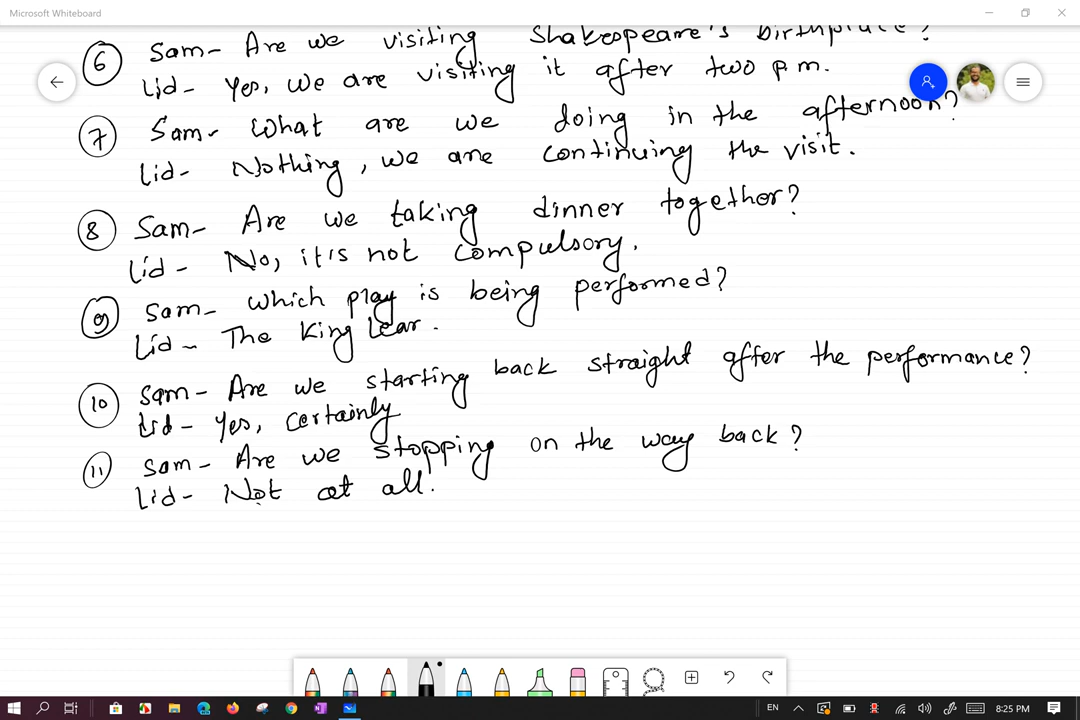 Microsoft Whiteboard
6 Sam- Are we visiting Shakespeare's birthplace?
Lid- Yes, we are visiting it after two p.m.
7 Sam- What are we doing in the afternoon?
Lid- Nothing, we are continuing the visit.
8 Sam- Are we taking dinner together?
Lid- No, it's not compulsory.
9 Sam- Which play is being performed?
Lid- The King Lear.
10 Sam- Are we starting back straight after the performance?
Lid- Yes, certainly
11 Sam- Are we stopping on the way back?
Lid- Not at all.
EN 8:25 PM